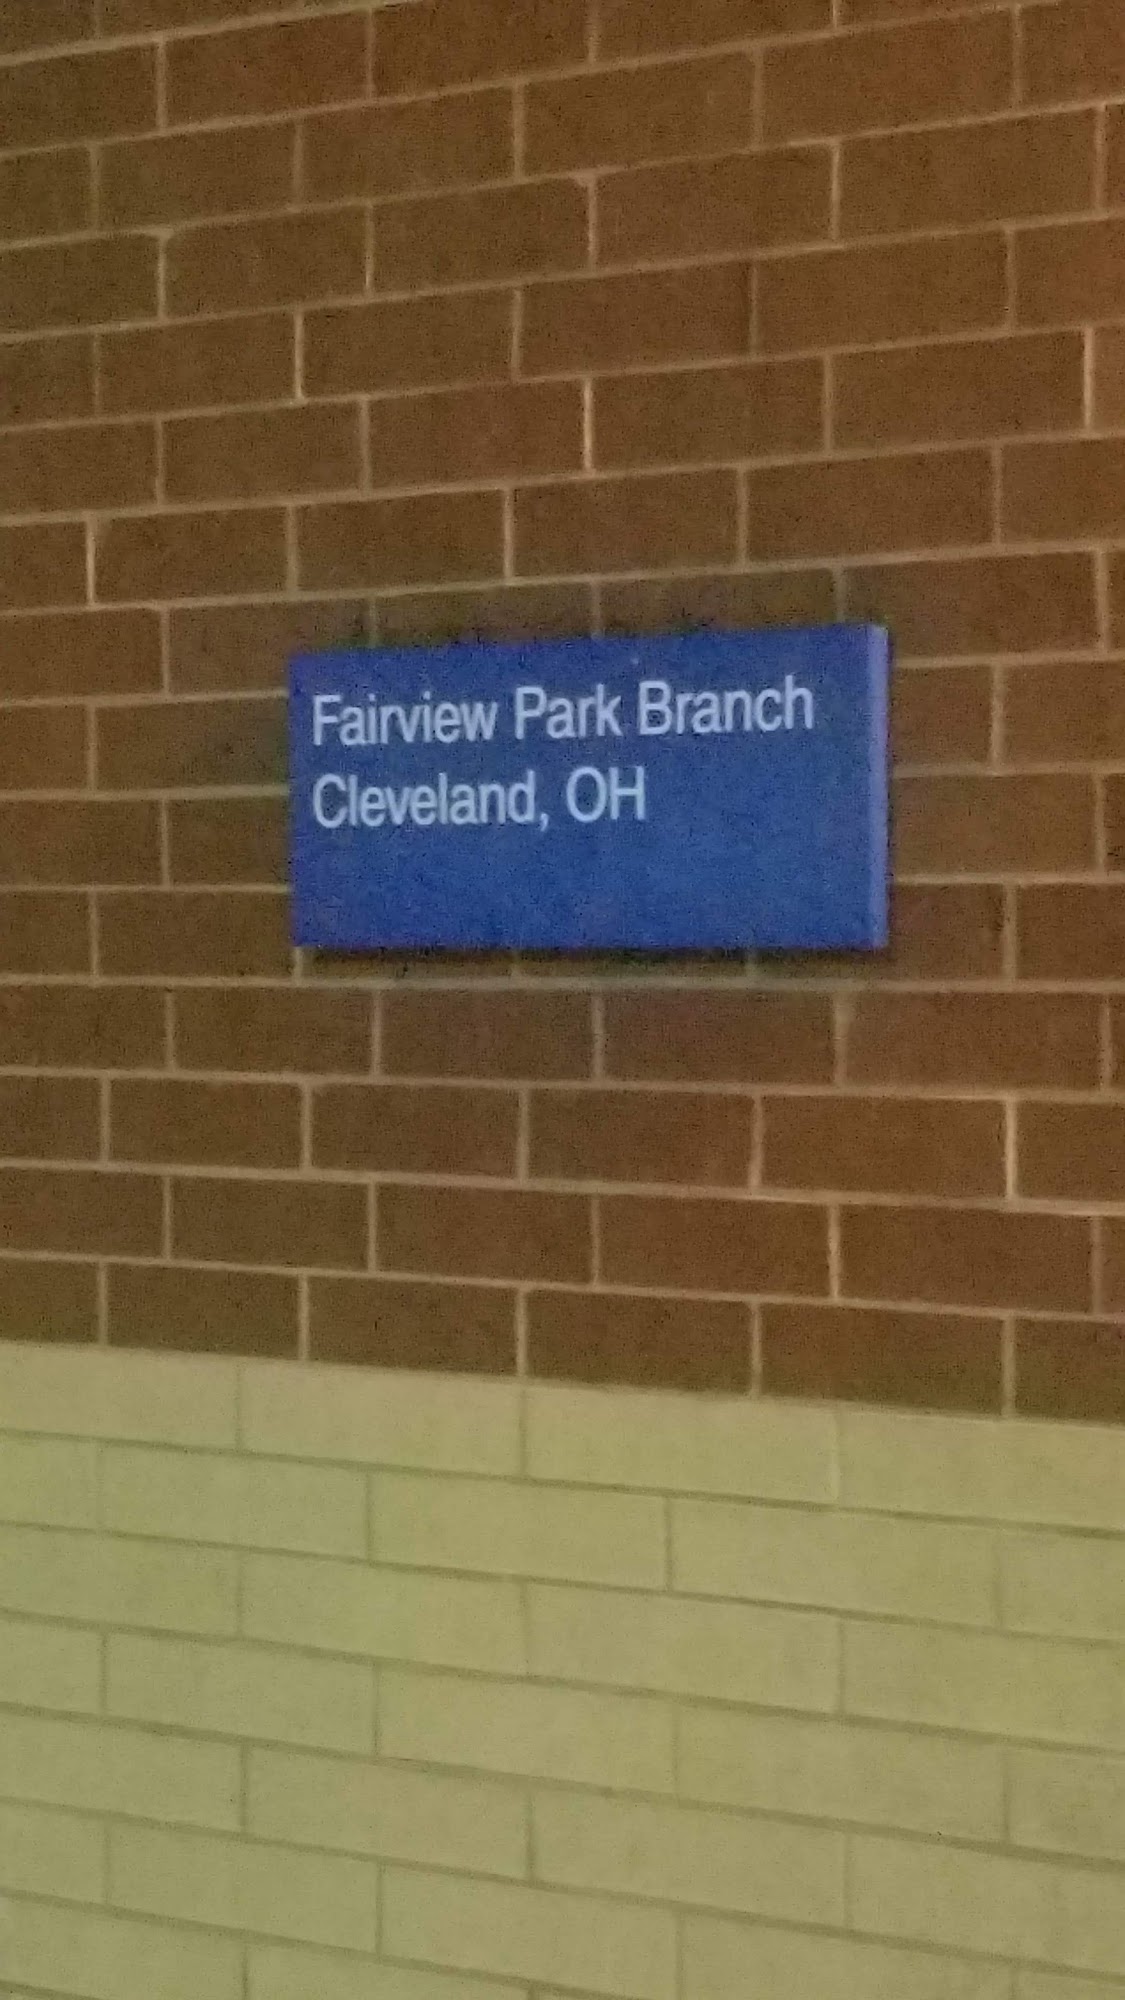 Fairview Park Branch
Cleveland, OH